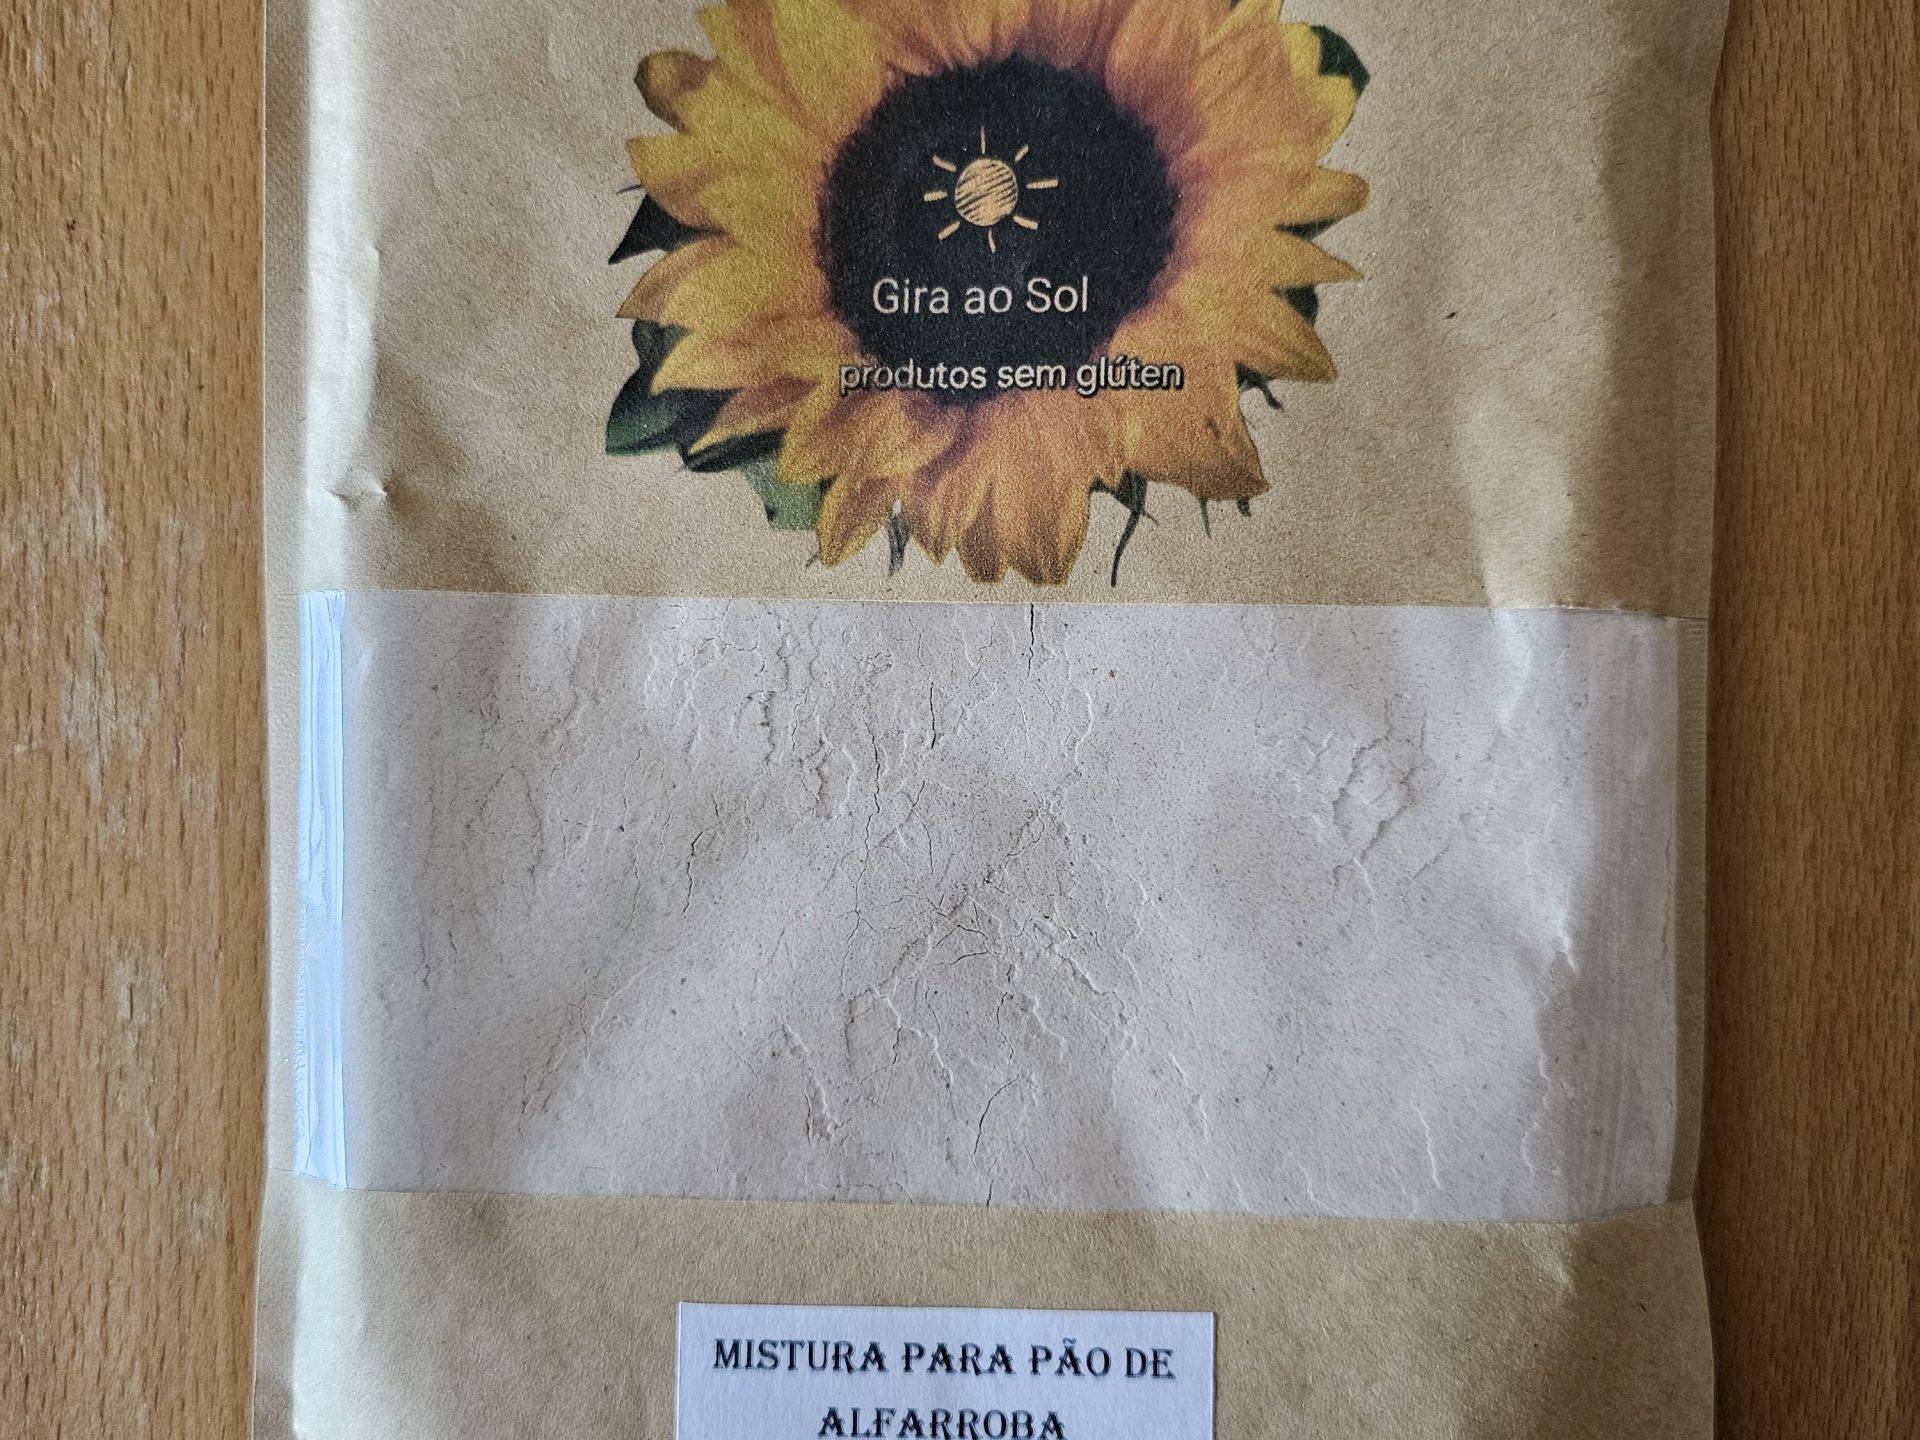 Gira ao Sol
produtos sem glúten
MISTURA PARA PÃO DE
ALFARROBA